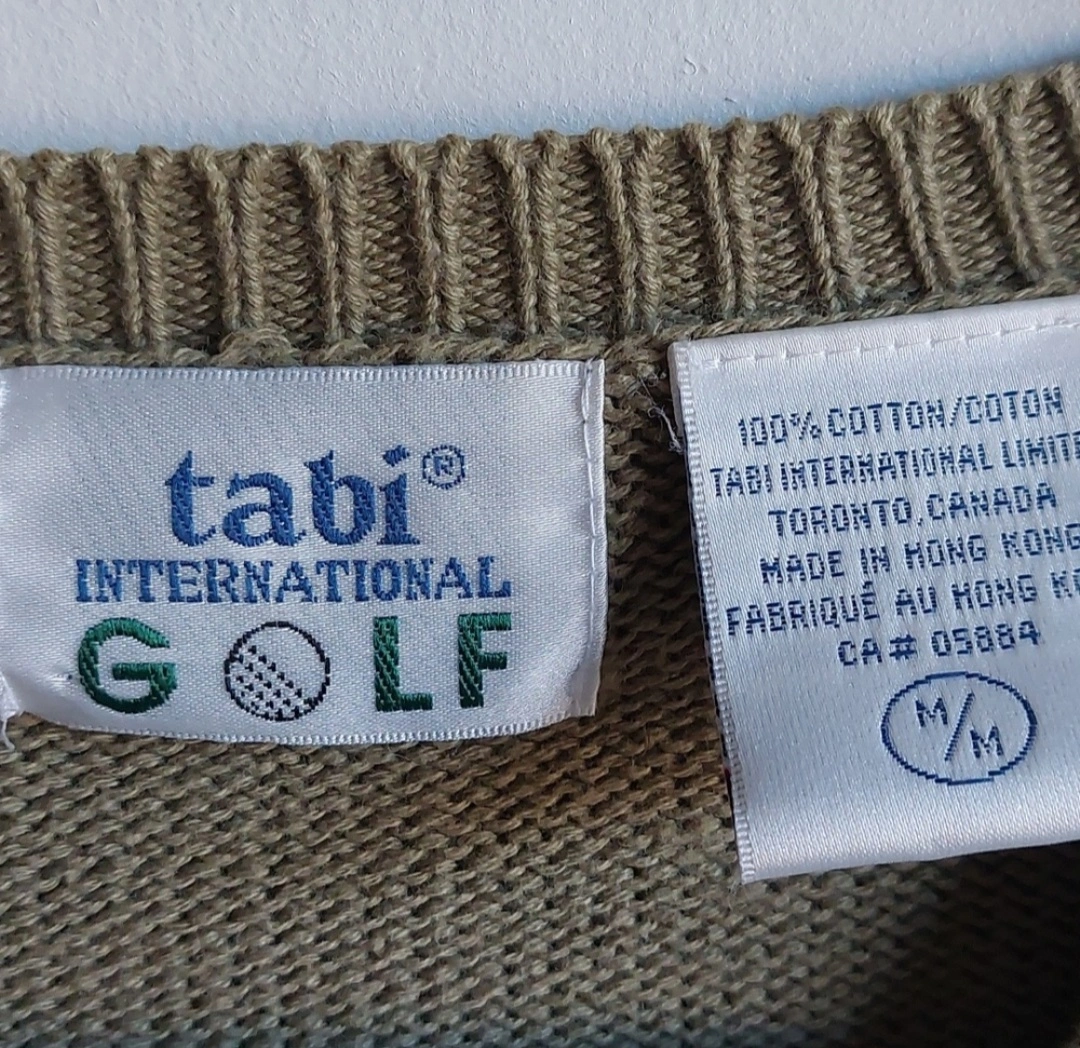 tabi®
INTERNATIONAL
GOLF
100% COTTON/COTON
TABI INTERNATIONAL LIMITE
TORONTO, CANADA
MADE IN HONG KONG
FABRIQUÉ AU HONG KO
CA# 05884
M/M